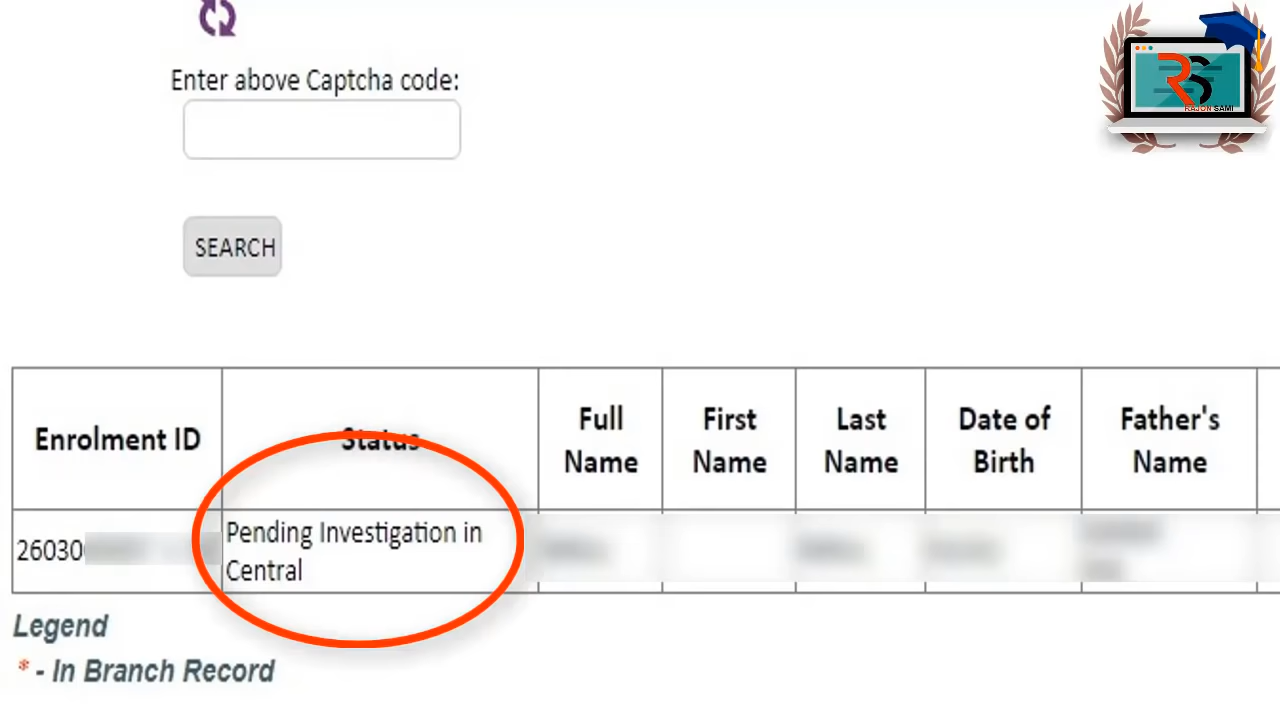 Enter above Captcha code:
SEARCH
Enrolment ID
Status
Full
Name
First
Name
Last
Name
Date of
Birth
Father's
Name
26030
Pending Investigation in
Central
Legend
* - In Branch Record
RS
RAJON SAMI